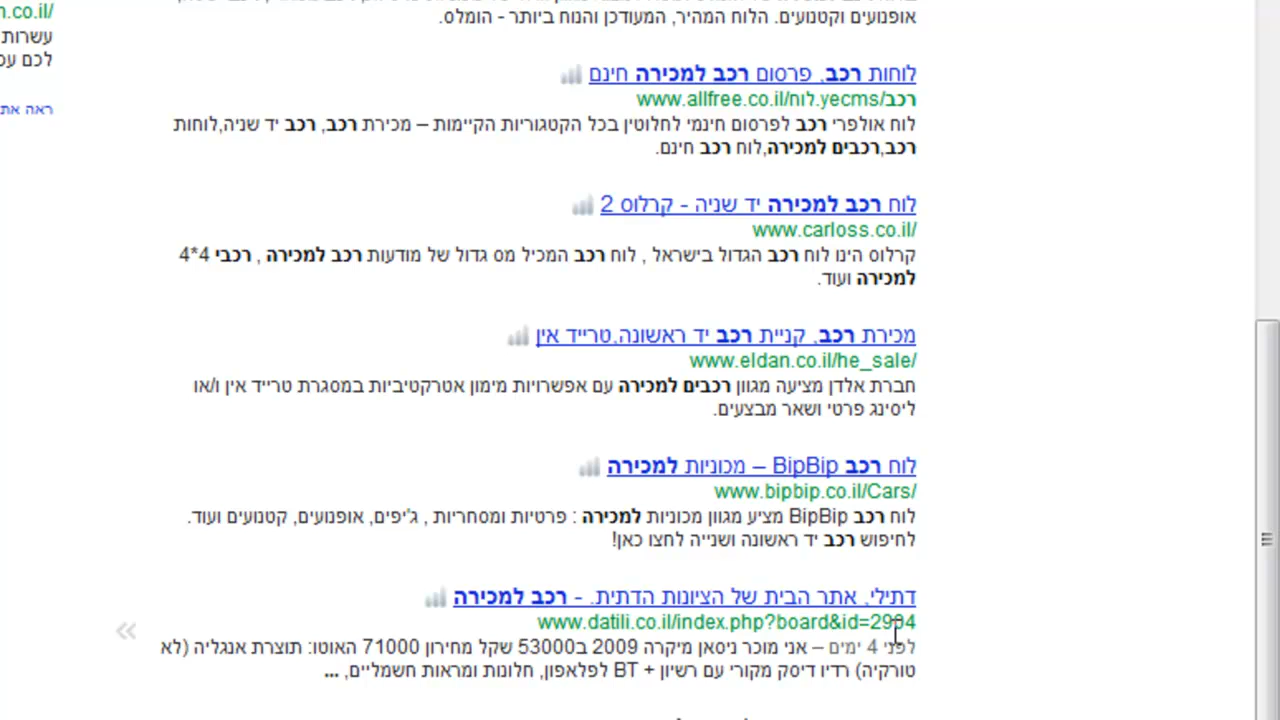 אופנועים וקטנועים. הלוח המהיר, המעודכן והנוח ביותר - הומלס.
לוחות רכב, פרסום רכב למכירה חינם
www.allfree.co.il/לוח.yecms/רכב
לוח אולפרי רכב לפרסום חינמי לחלוטין בכל הקטגוריות הקיימות – מכירת רכב, רכב יד שניה,לוחות
רכב,רכבים למכירה,לוח רכב חינם.
לוח רכב למכירה יד שניה - קרלוס 2
www.carloss.co.il/
קרלוס הינו לוח רכב הגדול בישראל , לוח רכב המכיל מס גדול של מודעות רכב למכירה , רכבי 4*4
למכירה ועוד.
מכירת רכב, קניית רכב יד ראשונה,טרייד אין
www.eldan.co.il/he_sale/
חברת אלדן מציעה מגוון רכבים למכירה עם אפשרויות מימון אטרקטיביות במסגרת טרייד אין ו/או
ליסינג פרטי ושאר מבצעים.
לוח רכב BipBip – מכוניות למכירה
www.bipbip.co.il/Cars/
לוח רכב BipBip מציע מגוון מכוניות למכירה : פרטיות ומסחריות , ג'יפים, אופנועים, קטנועים ועוד.
לחיפוש רכב יד ראשונה ושנייה לחצו כאן!
דתילי, אתר הבית של הציונות הדתית. - רכב למכירה
www.datili.co.il/index.php?board&id=2994
לפני 4 ימים – אני מוכר ניסאן מיקרה 2009 ב53000 שקל מחירון 71000 האוטו: תוצרת אנגליה (לא
טורקיה) רדיו דיסק מקורי עם רשיון + BT לפלאפון, חלונות ומראות חשמליים, ...
n.co.il/
עשרות
לכם
ראה את